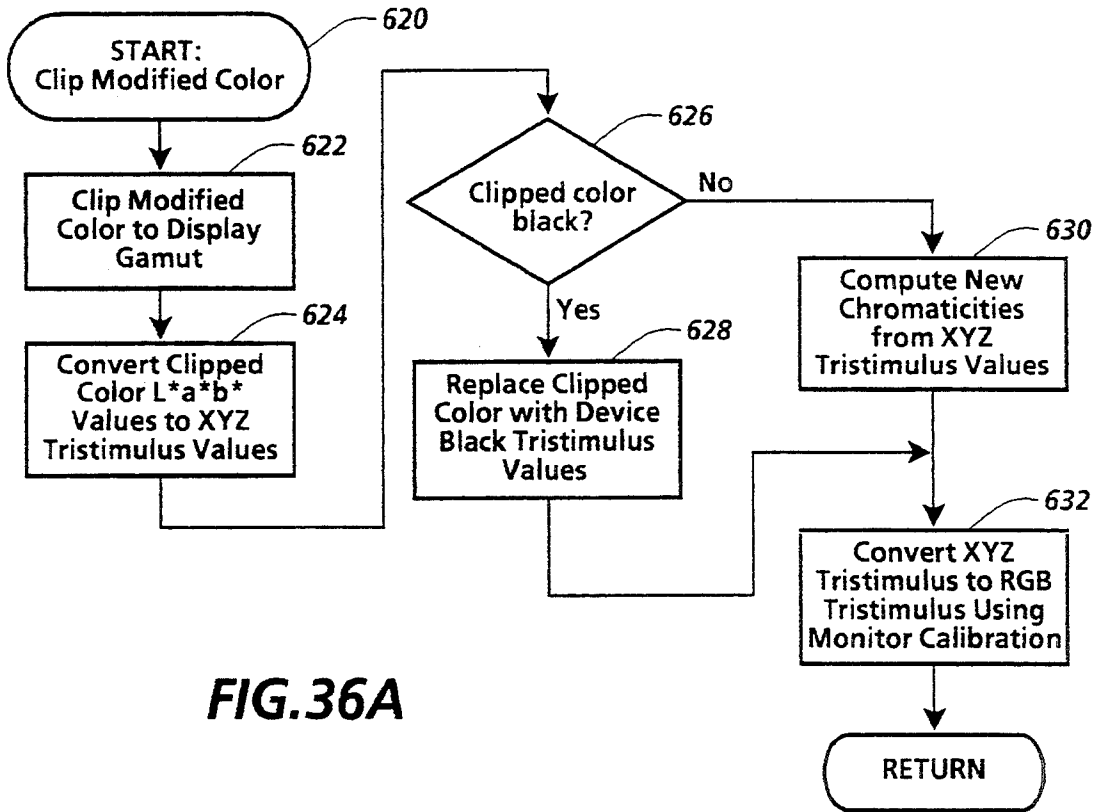 620
START:
Clip Modified Color
622
Clip Modified
Color to Display
Gamut
624
Convert Clipped
Color L*a*b*
Values to XYZ
Tristimulus Values
626
Clipped color
black?
No
Yes
628
Replace Clipped
Color with Device
Black Tristimulus
Values
630
Compute New
Chromaticities
from XYZ
Tristimulus Values
632
Convert XYZ
Tristimulus to RGB
Tristimulus Using
Monitor Calibration
RETURN
FIG.36A